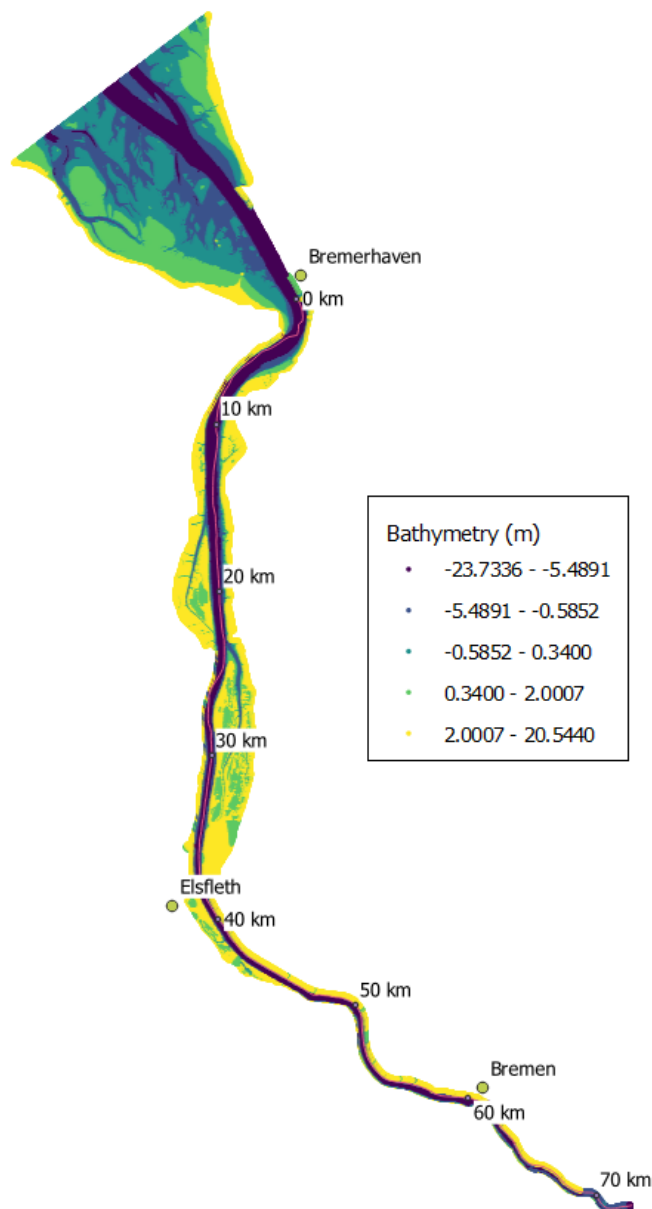 Bremerhaven
0 km
10 km
Bathymetry (m)
-23.7336 - -5.4891
-5.4891 - -0.5852
-0.5852 - 0.3400
0.3400 - 2.0007
2.0007 - 20.5440
20 km
30 km
Elsfleth
40 km
50 km
Bremen
60 km
70 km